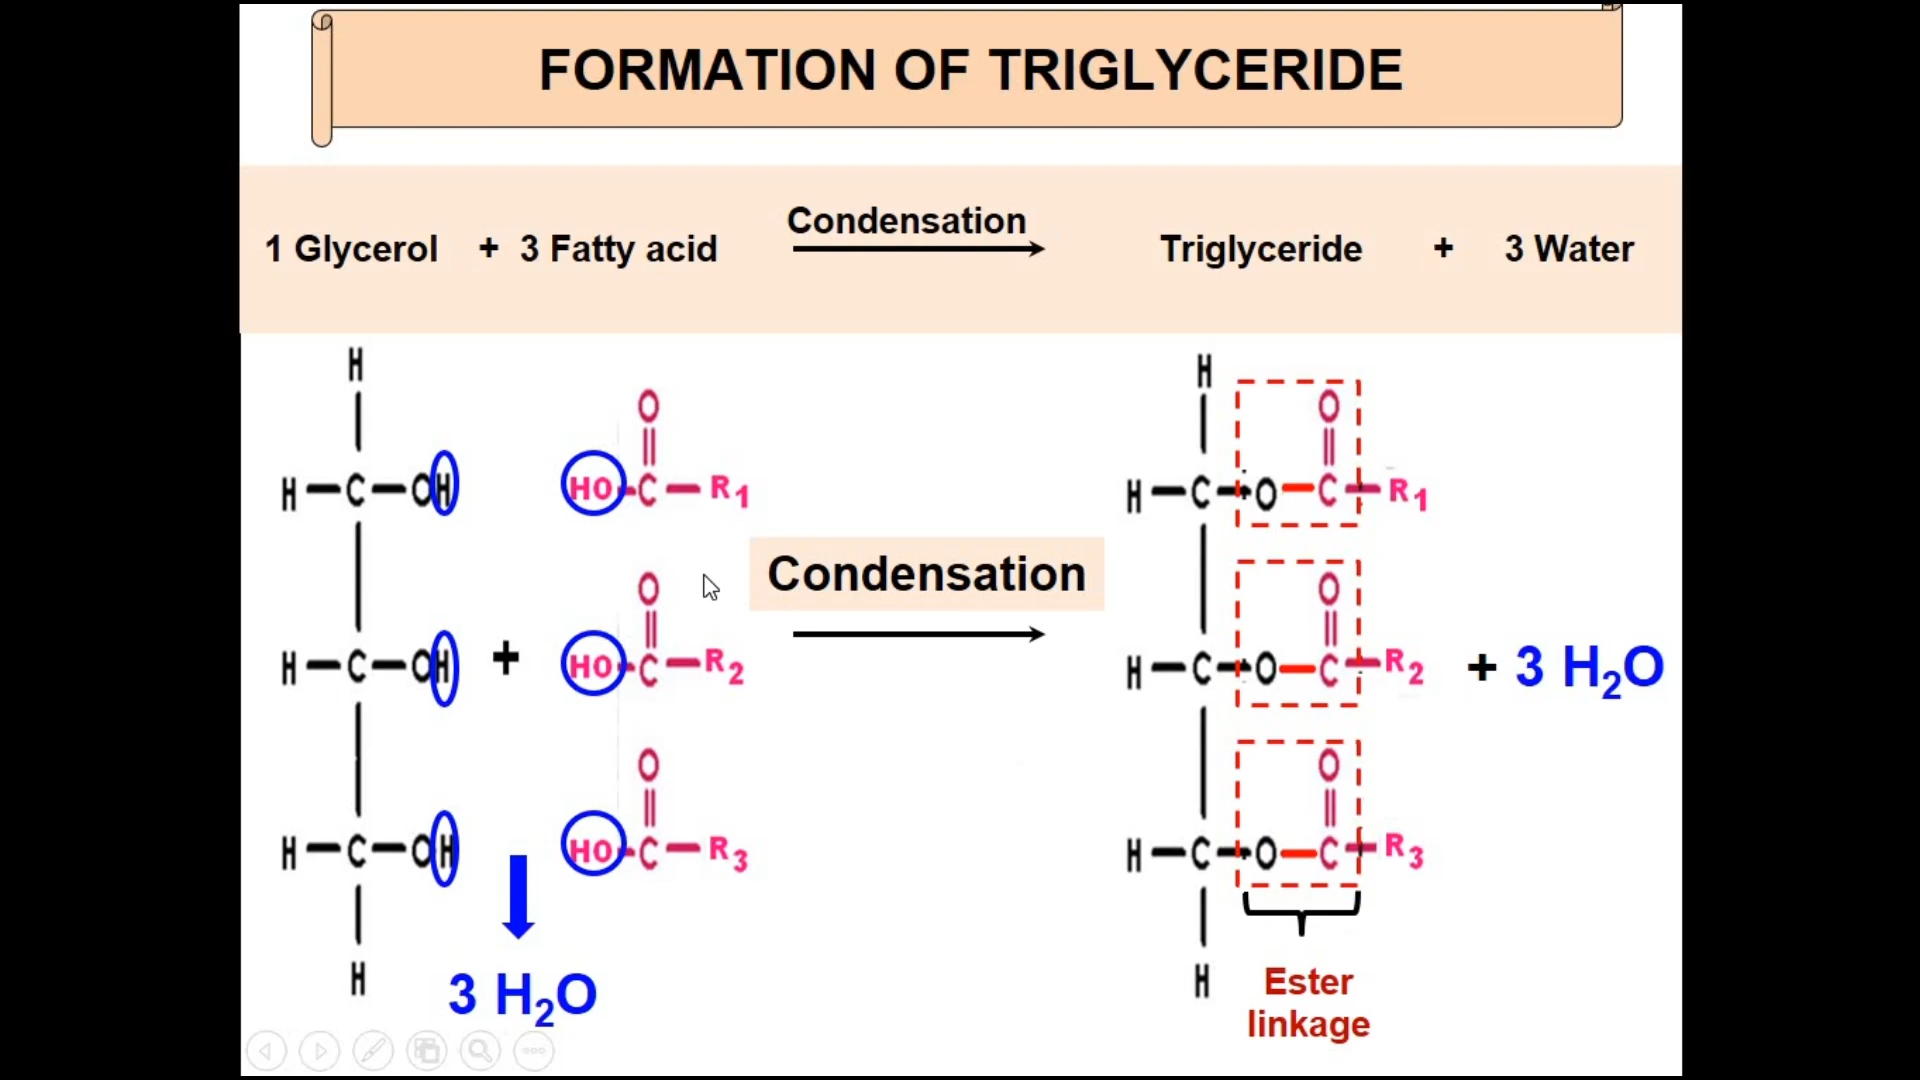 FORMATION OF TRIGLYCERIDE
Condensation
1 Glycerol + 3 Fatty acid Triglyceride + 3 Water
H H
O O
H C OH HO C R1 H C O C R1
Condensation
O O
H C OH + HO C R2 H C O C R2 + 3 H2O
O O
H C OH HO C R3 H C O C R3
H H
3 H2O
Ester
linkage